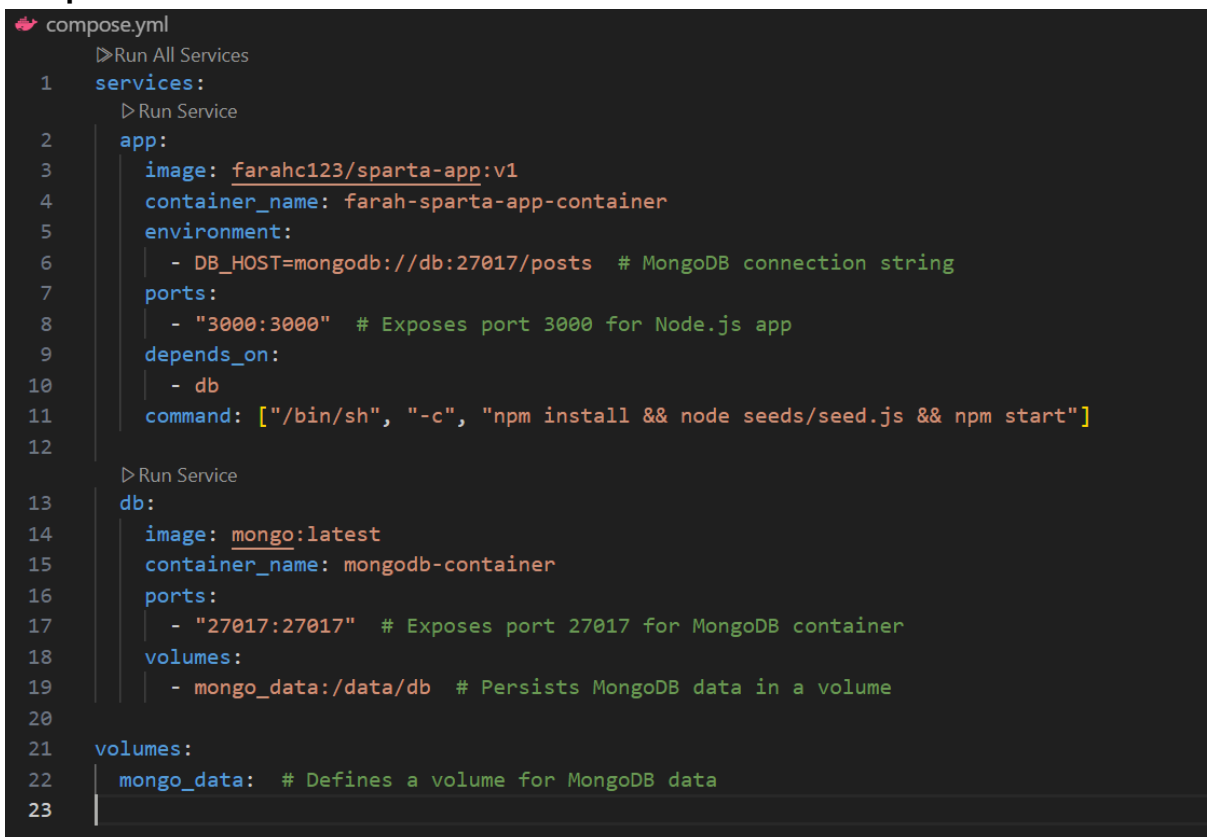 compose.yml
Run All Services
1 services:
Run Service
2 app:
3 image: farahc123/sparta-app:v1
4 container_name: farah-sparta-app-container
5 environment:
6 - DB_HOST=mongodb://db:27017/posts # MongoDB connection string
7 ports:
8 - "3000:3000" # Exposes port 3000 for Node.js app
9 depends_on:
10 - db
11 command: ["/bin/sh", "-c", "npm install && node seeds/seed.js && npm start"]
12
Run Service
13 db:
14 image: mongo:latest
15 container_name: mongodb-container
16 ports:
17 - "27017:27017" # Exposes port 27017 for MongoDB container
18 volumes:
19 - mongo_data:/data/db # Persists MongoDB data in a volume
20
21 volumes:
22 mongo_data: # Defines a volume for MongoDB data
23